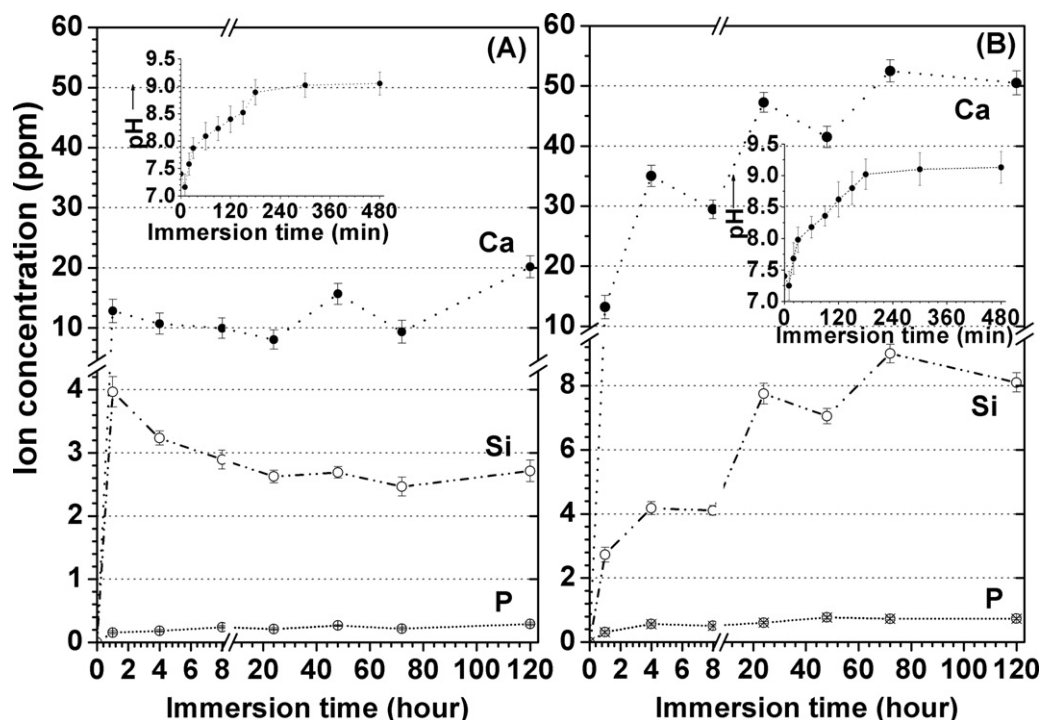 Ion concentration (ppm)
60
50
40
30
20
10
4
3
2
1
0
(A)
9.5
9.0
8.5
8.0
7.5
7.0
pH
0 120 240 360 480
Immersion time (min)
Ca
Si
P
0 4 8 20 40 60 80 100 120
Immersion time (hour)
60
50
40
30
20
10
8
6
4
2
0
(B)
Ca
9.5
9.0
8.5
8.0
7.5
7.0
pH
0 120 240 360 480
Immersion time (min)
Si
P
0 4 8 20 40 60 80 100 120
Immersion time (hour)